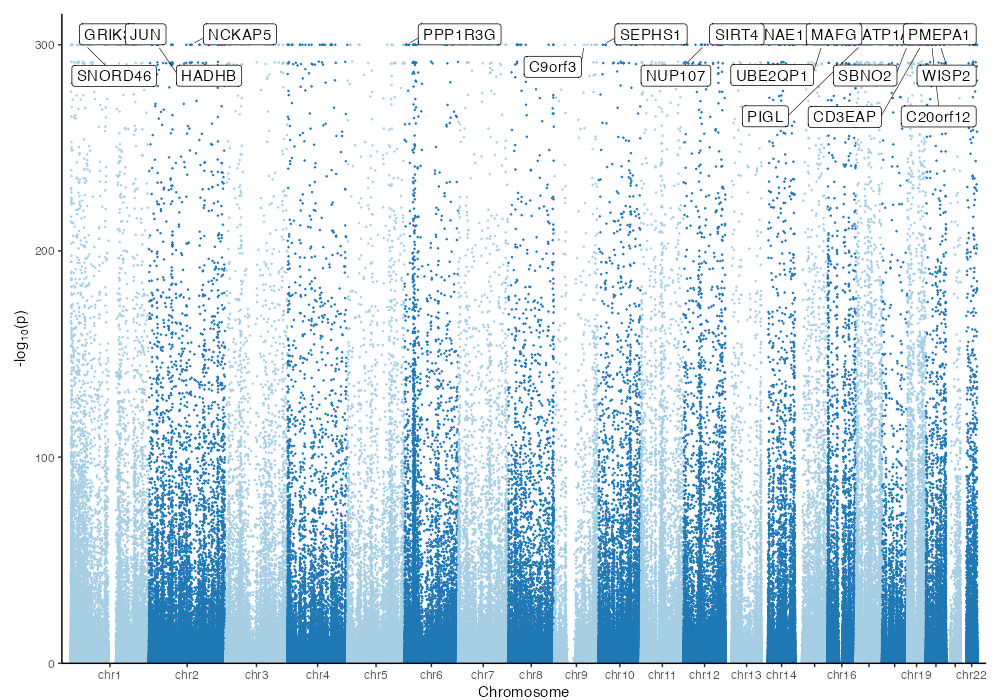 JUN
NCKAP5
PPP1R3G
SEPHS1
SIRT4
NAE1
MAFG
PMEPA1
SNORD46
HADHB
C9orf3
NUP107
UBE2QP1
SBNO2
WISP2
PIGL
CD3EAP
C20orf12
300
200
100
0
-log10(p)
chr1 chr2 chr3 chr4 chr5 chr6 chr7 chr8 chr9 chr10 chr11 chr12 chr13 chr14 chr16 chr19 chr22
Chromosome